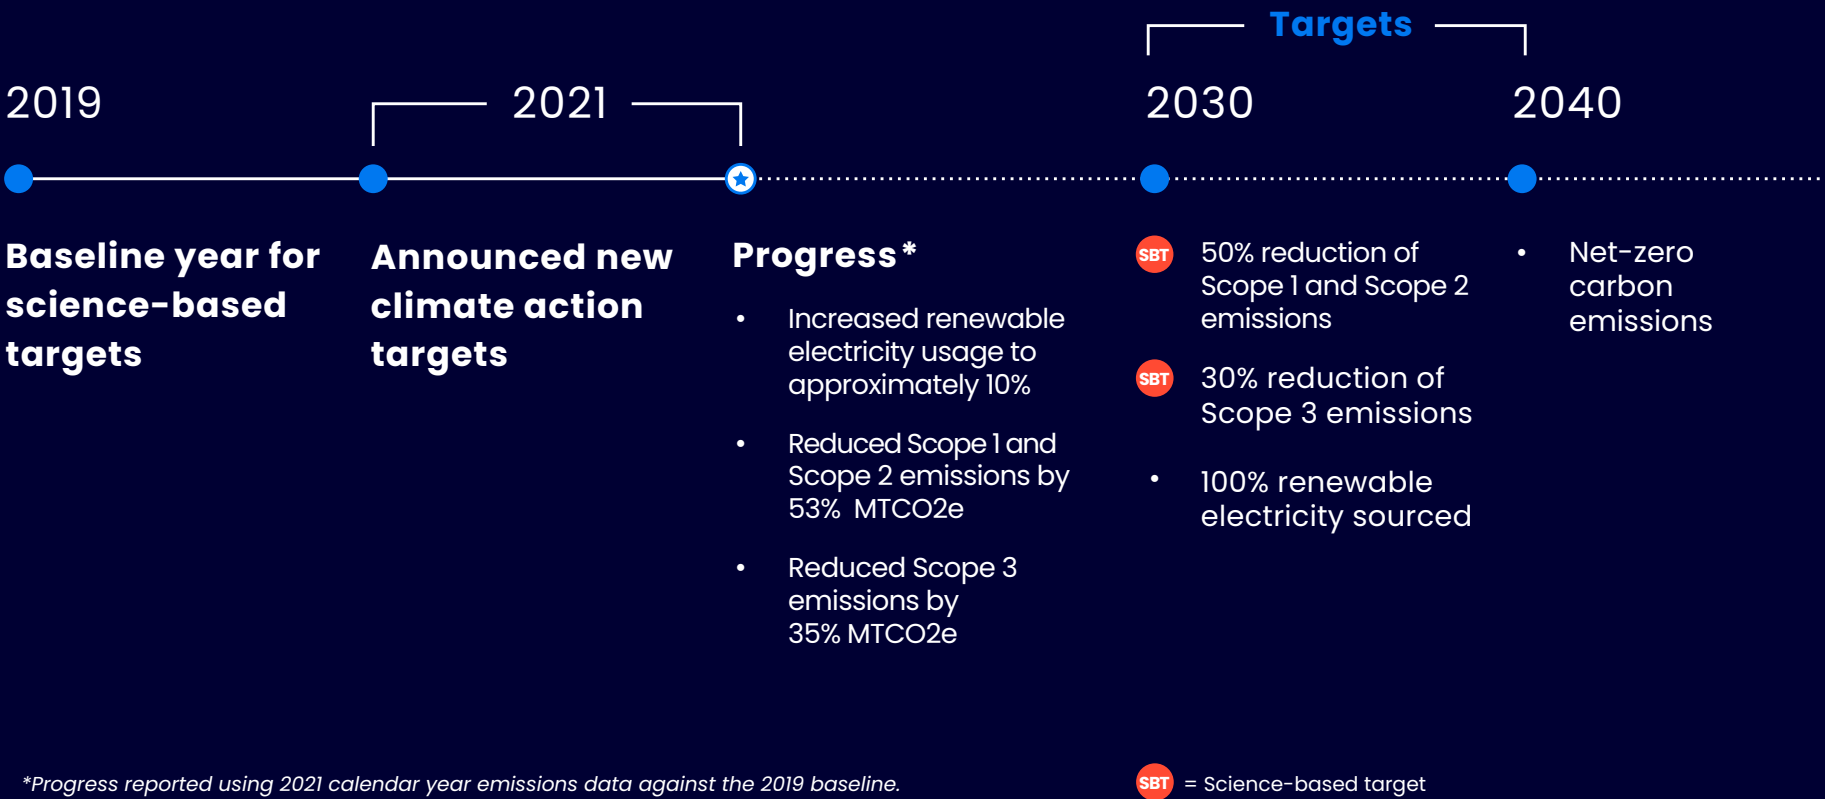 Targets
2019
2021
2030
2040
Baseline year for
science-based
targets
Announced new
climate action
targets
Progress*
• Increased renewable
electricity usage to
approximately 10%
• Reduced Scope 1 and
Scope 2 emissions by
53% MTCO2e
• Reduced Scope 3
emissions by
35% MTCO2e
SBT 50% reduction of
Scope 1 and Scope 2
emissions
SBT 30% reduction of
Scope 3 emissions
• 100% renewable
electricity sourced
• Net-zero
carbon
emissions
*Progress reported using 2021 calendar year emissions data against the 2019 baseline.
SBT = Science-based target